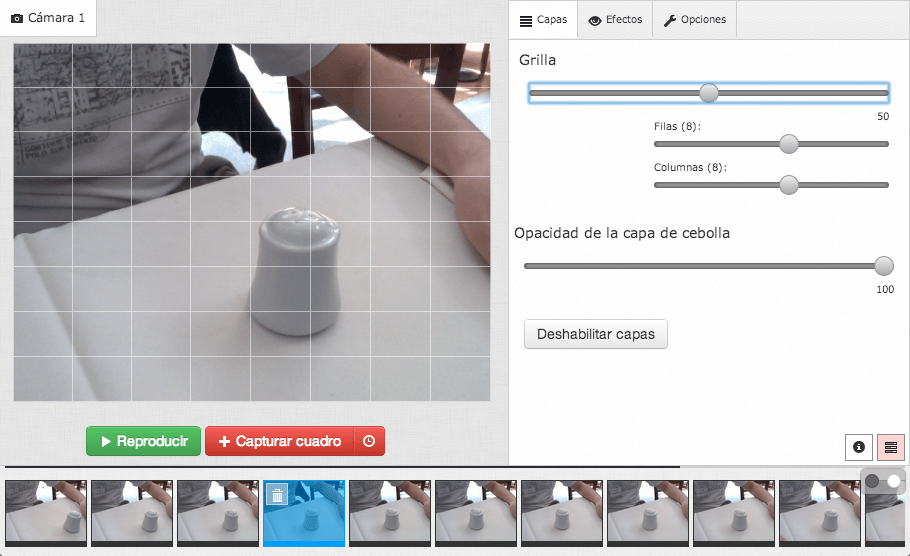 Cámara 1
Capas
Efectos
Opciones
Grilla
50
Filas (8):
Columnas (8):
Opacidad de la capa de cebolla
100
Deshabilitar capas
Reproducir
Capturar cuadro